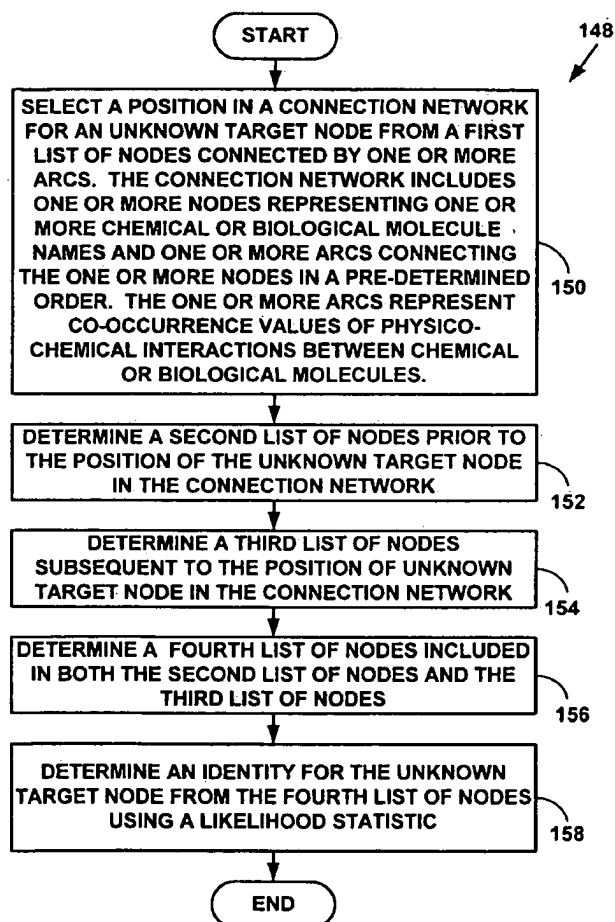 START
148
SELECT A POSITION IN A CONNECTION NETWORK
FOR AN UNKNOWN TARGET NODE FROM A FIRST
LIST OF NODES CONNECTED BY ONE OR MORE
ARCS. THE CONNECTION NETWORK INCLUDES
ONE OR MORE NODES REPRESENTING ONE OR
MORE CHEMICAL OR BIOLOGICAL MOLECULE
NAMES AND ONE OR MORE ARCS CONNECTING
THE ONE OR MORE NODES IN A PRE-DETERMINED
ORDER. THE ONE OR MORE ARCS REPRESENT
CO-OCCURRENCE VALUES OF PHYSICO-
CHEMICAL INTERACTIONS BETWEEN CHEMICAL
OR BIOLOGICAL MOLECULES.
150
DETERMINE A SECOND LIST OF NODES PRIOR TO
THE POSITION OF THE UNKNOWN TARGET NODE
IN THE CONNECTION NETWORK
152
DETERMINE A THIRD LIST OF NODES
SUBSEQUENT TO THE POSITION OF UNKNOWN
TARGET NODE IN THE CONNECTION NETWORK
154
DETERMINE A FOURTH LIST OF NODES INCLUDED
IN BOTH THE SECOND LIST OF NODES AND THE
THIRD LIST OF NODES
156
DETERMINE AN IDENTITY FOR THE UNKNOWN
TARGET NODE FROM THE FOURTH LIST OF NODES
USING A LIKELIHOOD STATISTIC
158
END